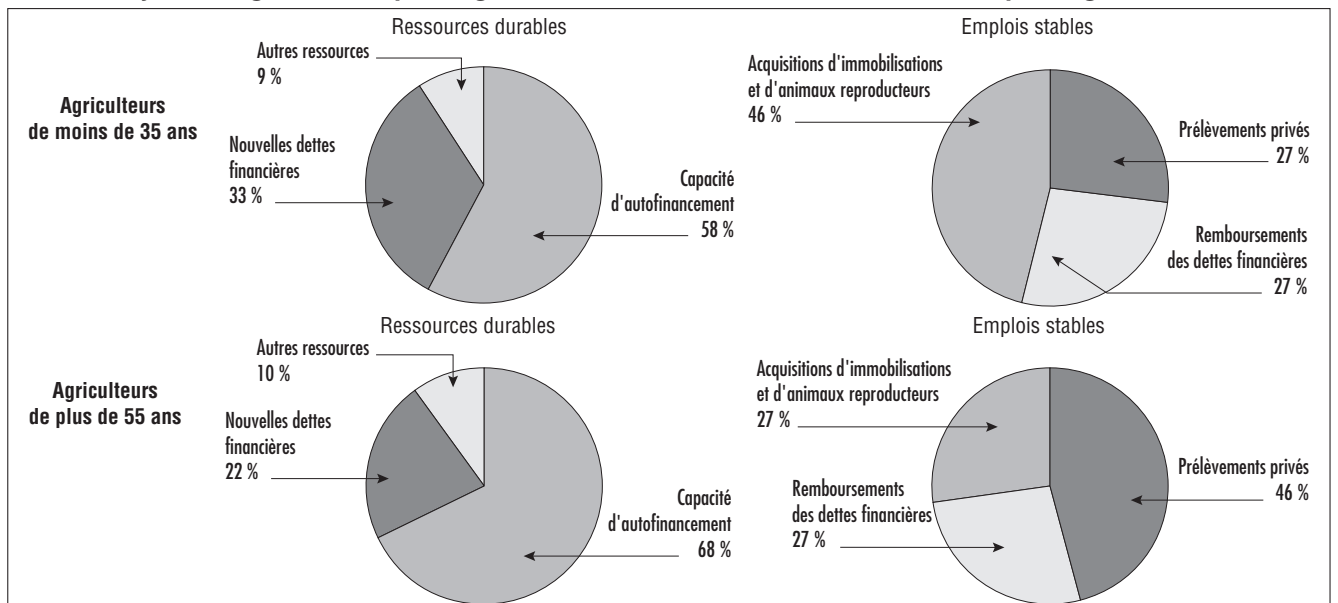 Ressources durables
Emplois stables
Agriculteurs
de moins de 35 ans
Autres ressources
9 %
Nouvelles dettes
financières
33 %
Capacité
d'autofinancement
58 %
Acquisitions d'immobilisations
et d'animaux reproducteurs
46 %
Prélèvements privés
27 %
Remboursements
des dettes financières
27 %
Ressources durables
Emplois stables
Agriculteurs
de plus de 55 ans
Autres ressources
10 %
Nouvelles dettes
financières
22 %
Capacité
d'autofinancement
68 %
Acquisitions d'immobilisations
et d'animaux reproducteurs
27 %
Remboursements
des dettes financières
27 %
Prélèvements privés
46 %